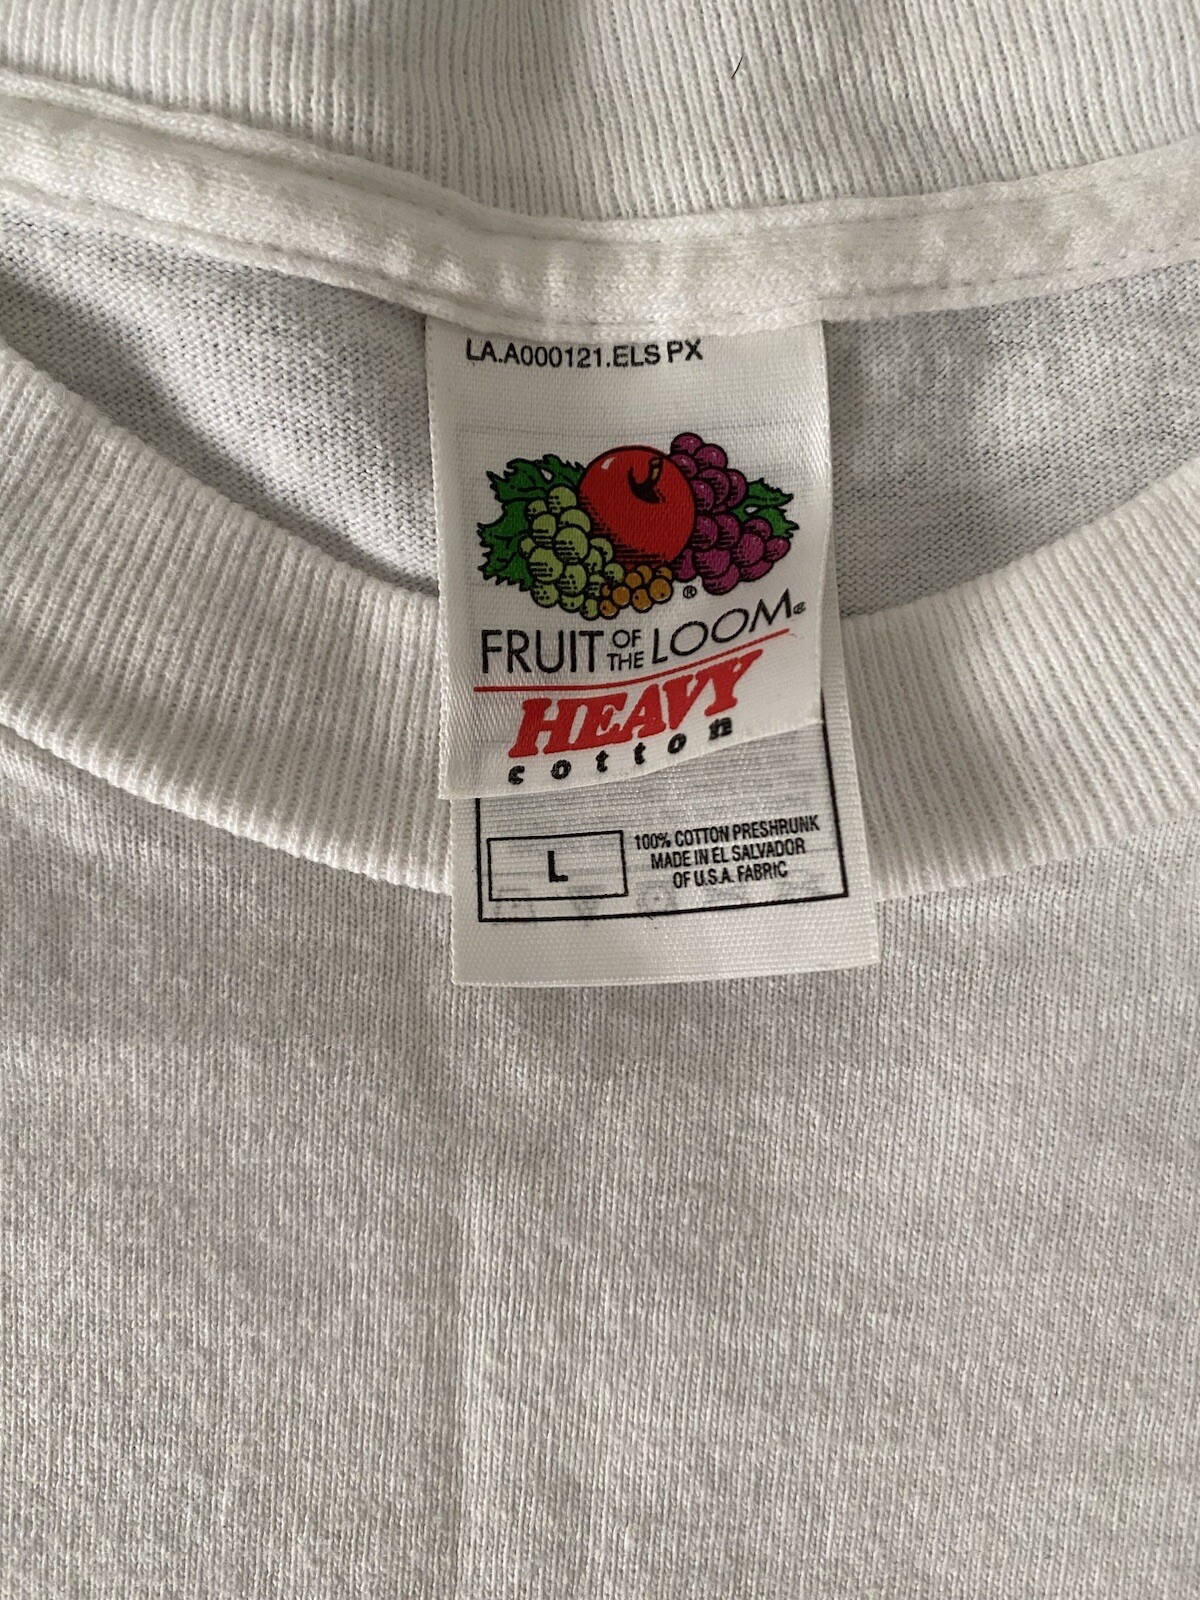 LA.A000121.ELS PX
®
FRUIT OF THE LOOM®
HEAVY
cotton
L
100% COTTON PRESHRUNK
MADE IN EL SALVADOR
OF U.S.A. FABRIC